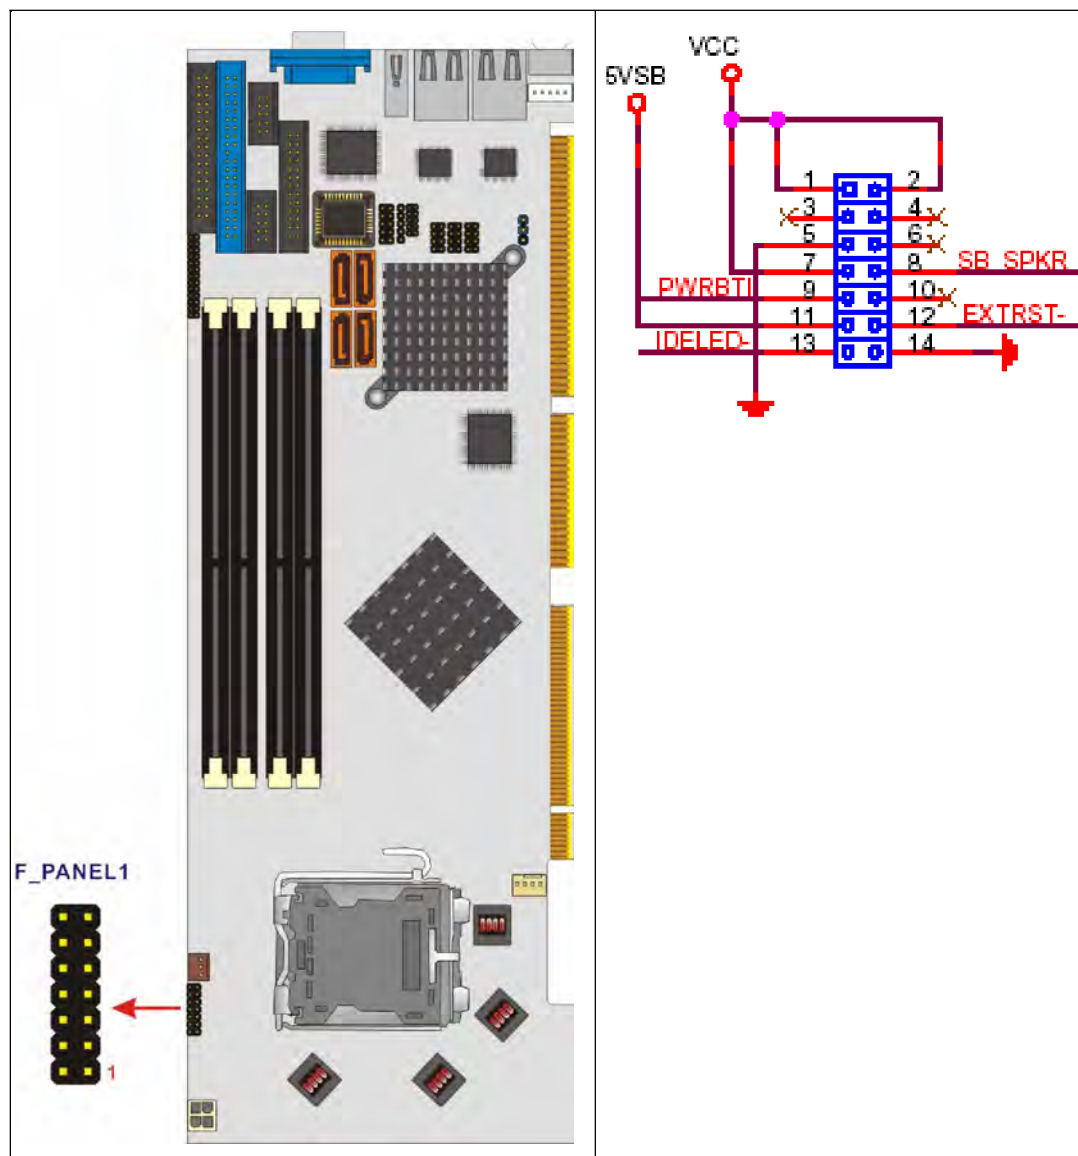 VCC
5VSB
1 2
3 4
5 6
7 8 SB_SPKR
PWRBTN
9 10
11 12 EXTRST-
IDELED-
13 14
F_PANEL1
1